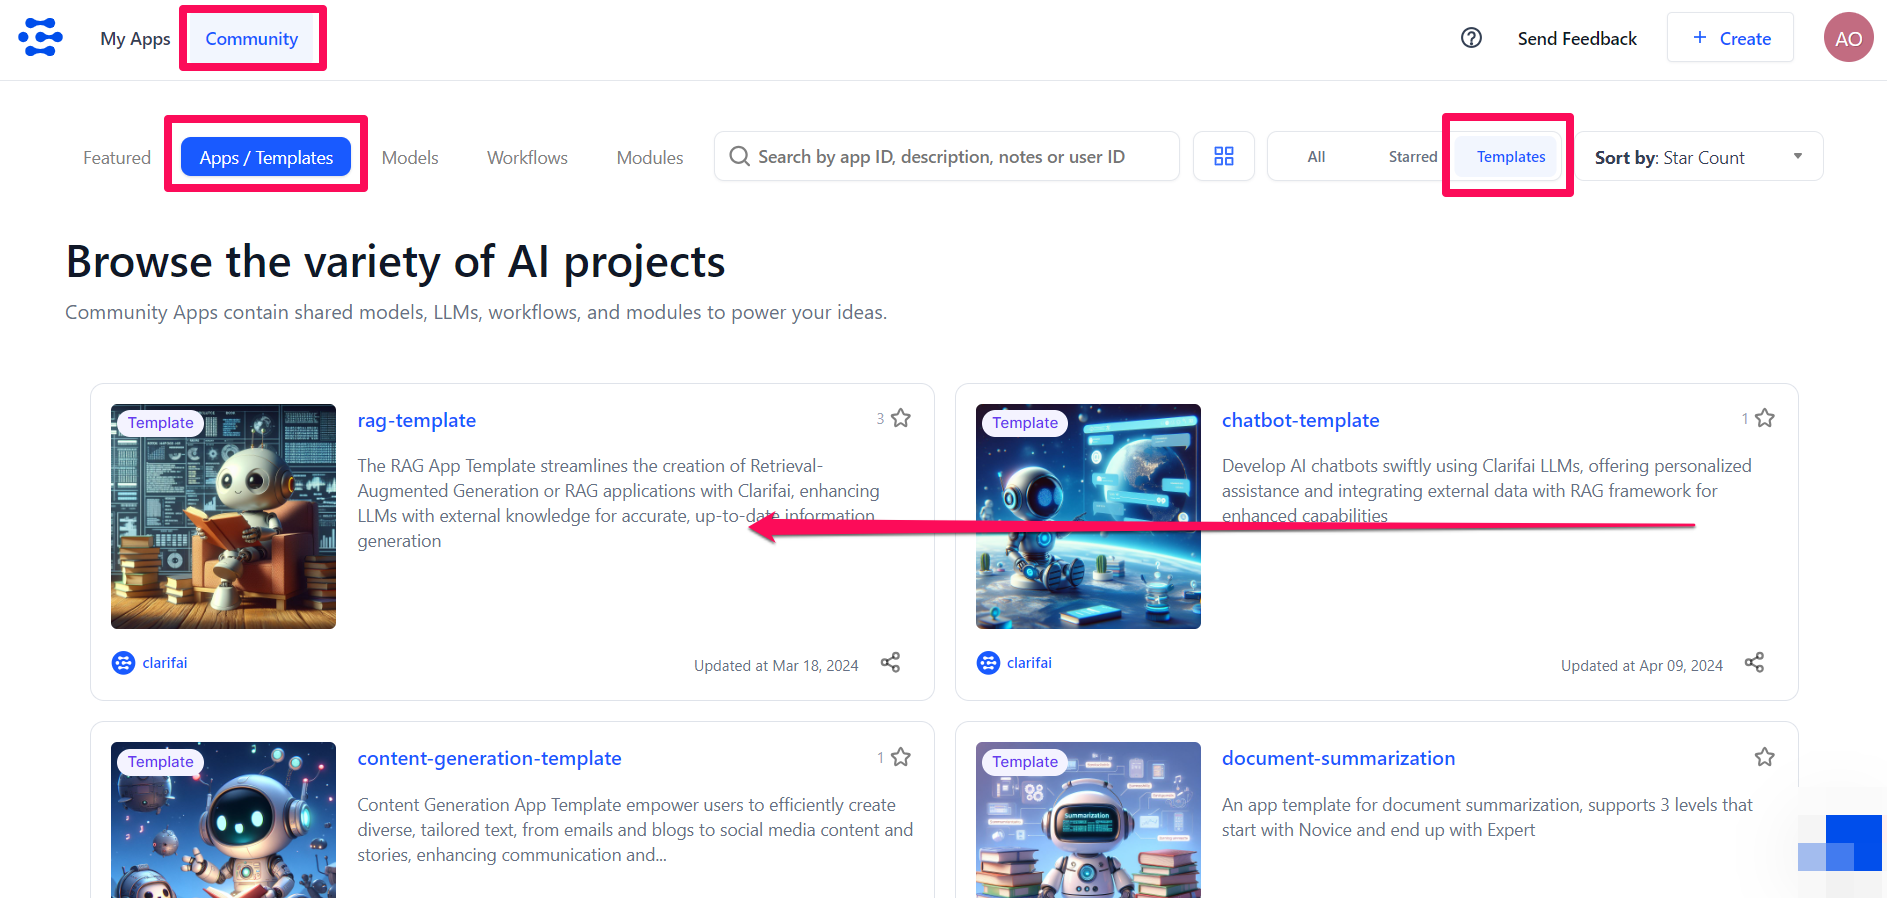 My Apps
Community
Send Feedback
+ Create
AO
Featured
Apps / Templates
Models
Workflows
Modules
Search by app ID, description, notes or user ID
All
Starred
Templates
Sort by: Star Count
Browse the variety of AI projects
Community Apps contain shared models, LLMs, workflows, and modules to power your ideas.
Template
rag-template
3
The RAG App Template streamlines the creation of Retrieval-
Augmented Generation or RAG applications with Clarifai, enhancing
LLMs with external knowledge for accurate, up-to-date information
generation
clarifai
Updated at Mar 18, 2024
Template
chatbot-template
1
Develop AI chatbots swiftly using Clarifai LLMs, offering personalized
assistance and integrating external data with RAG framework for
enhanced capabilities
clarifai
Updated at Apr 09, 2024
Template
content-generation-template
1
Content Generation App Template empower users to efficiently create
diverse, tailored text, from emails and blogs to social media content and
stories, enhancing communication and...
Template
Summarization
document-summarization
An app template for document summarization, supports 3 levels that
start with Novice and end up with Expert